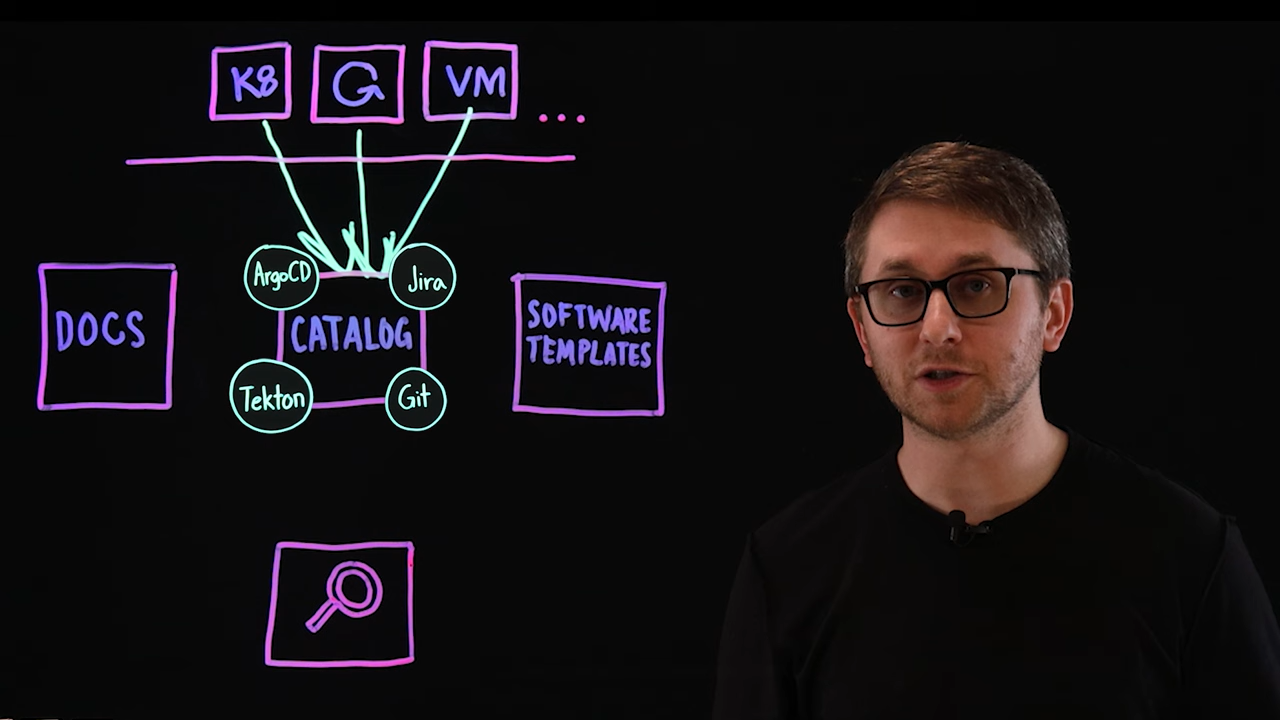 K8
VM
...
ArgoCD
Jira
DOCS
CATALOG
SOFTWARE
TEMPLATES
Tekton
Git